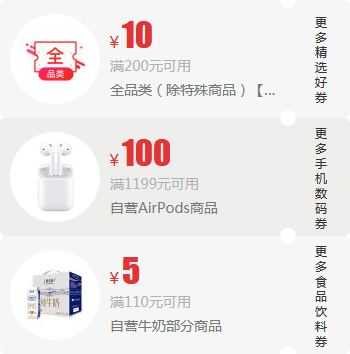 全
品类
¥ 10
满200元可用
全品类（除特殊商品）【...
更多精选好券
¥ 100
满1199元可用
自营AirPods商品
更多手机数码券
¥ 5
满110元可用
自营牛奶部分商品
更多食品饮料券
纯牛奶